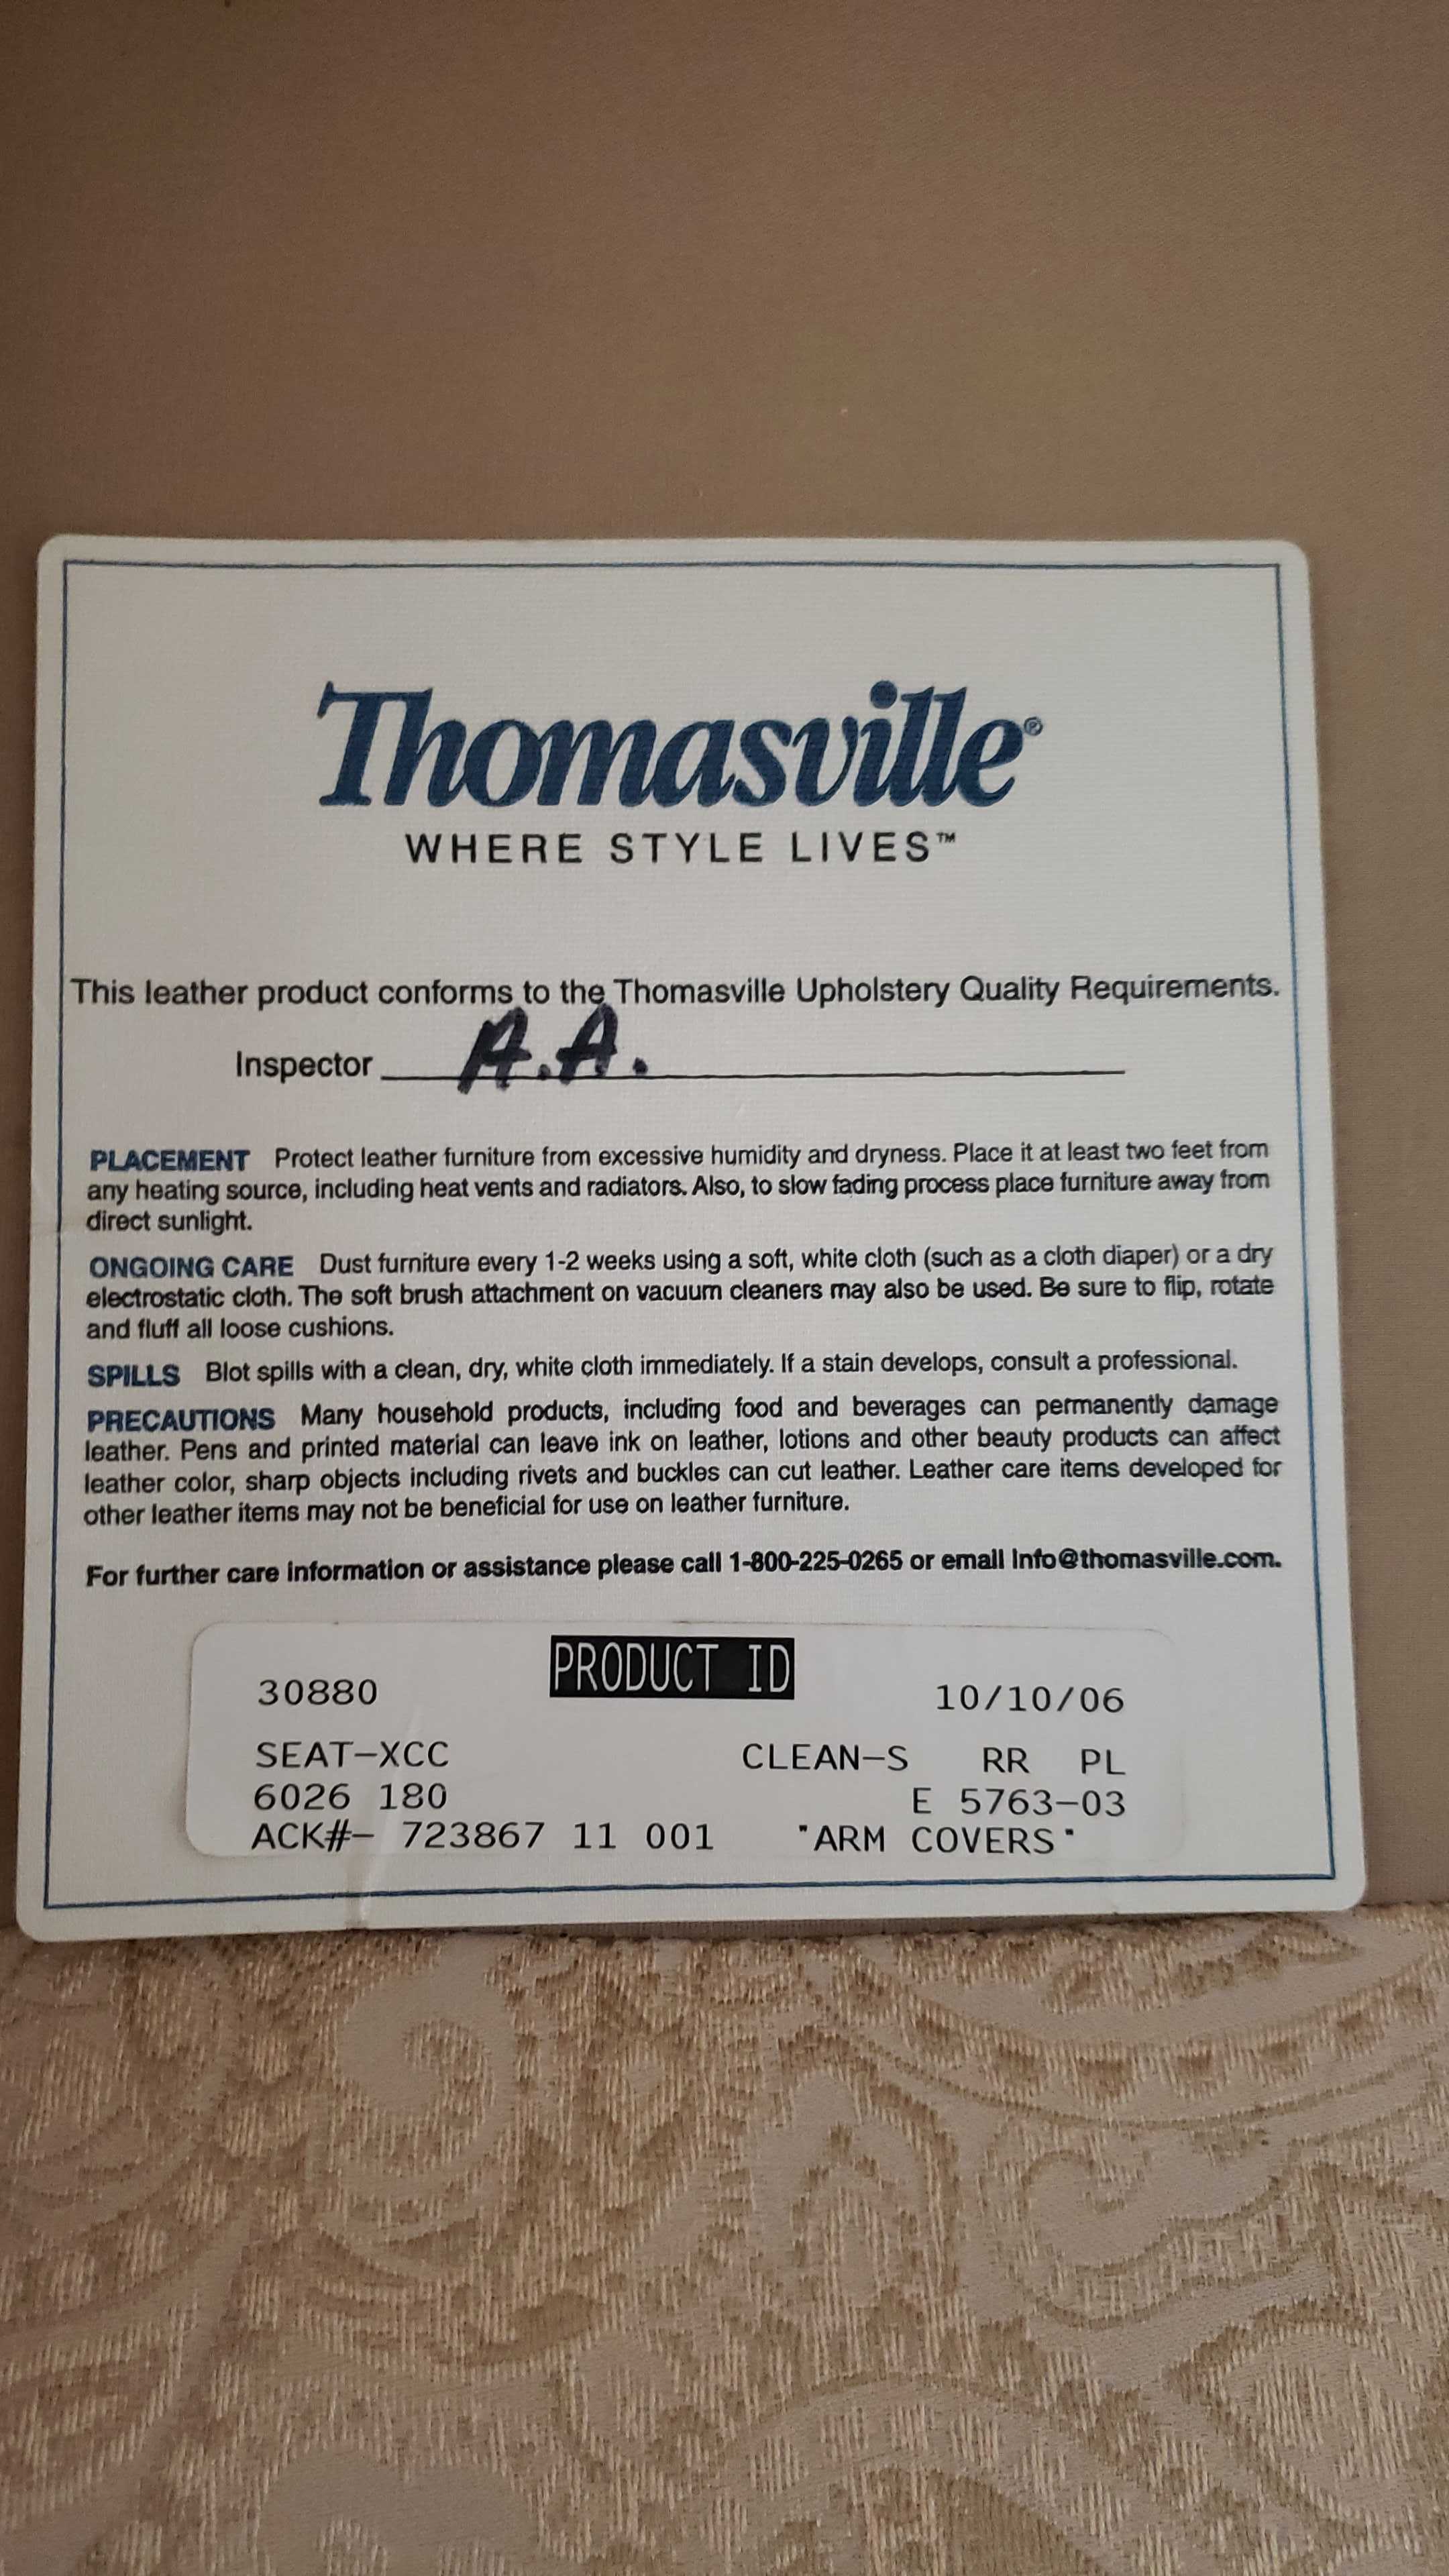 Thomasville®
WHERE STYLE LIVES™
This leather product conforms to the Thomasville Upholstery Quality Requirements.
Inspector A.A.
PLACEMENT Protect leather furniture from excessive humidity and dryness. Place it at least two feet from
any heating source, including heat vents and radiators. Also, to slow fading process place furniture away from
direct sunlight.
ONGOING CARE Dust furniture every 1-2 weeks using a soft, white cloth (such as a cloth diaper) or a dry
electrostatic cloth. The soft brush attachment on vacuum cleaners may also be used. Be sure to flip, rotate
and fluff all loose cushions.
SPILLS Blot spills with a clean, dry, white cloth immediately. If a stain develops, consult a professional.
PRECAUTIONS Many household products, including food and beverages can permanently damage
leather. Pens and printed material can leave ink on leather, lotions and other beauty products can affect
leather color, sharp objects including rivets and buckles can cut leather. Leather care items developed for
other leather items may not be beneficial for use on leather furniture.
For further care information or assistance please call 1-800-225-0265 or email Info@thomasville.com.
PRODUCT ID
30880 10/10/06
SEAT-XCC CLEAN-S RR PL
6026 180 E 5763-03
ACK#- 723867 11 001 "ARM COVERS"